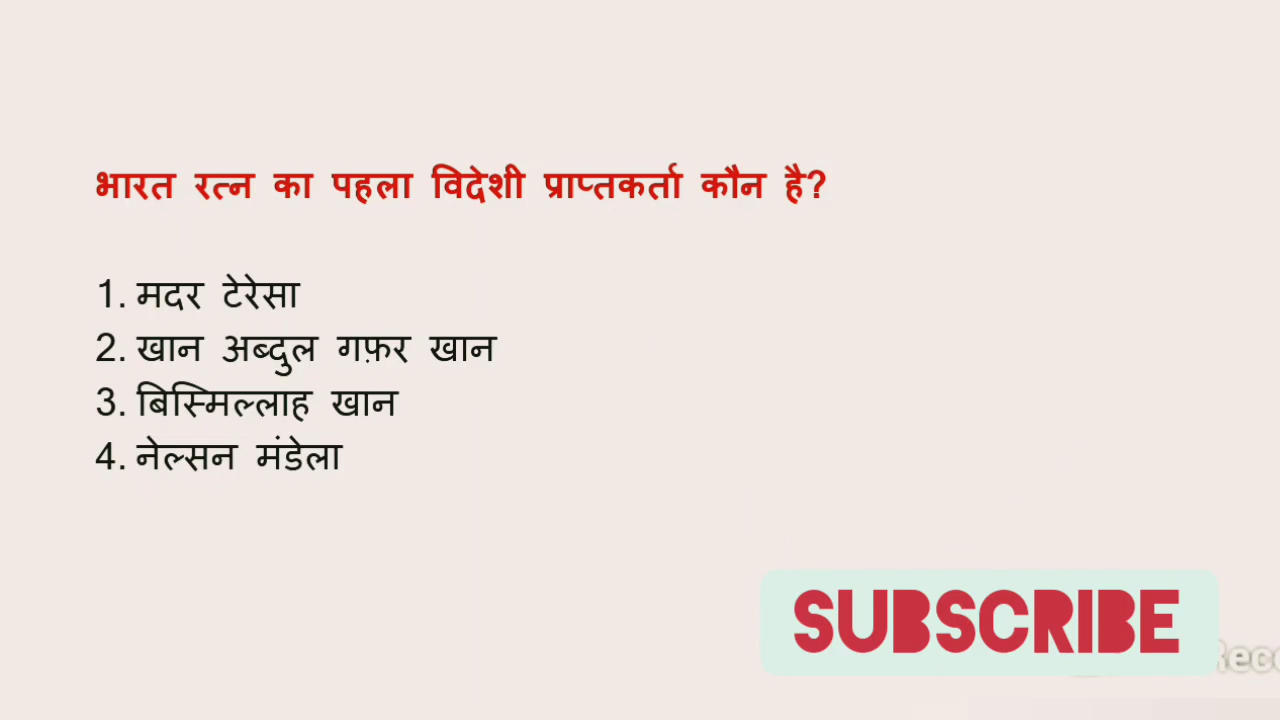 भारत रत्न का पहला विदेशी प्राप्तकर्ता कौन है?
1. मदर टेरेसा
2. खान अब्दुल गफ़र खान
3. बिस्मिल्लाह खान
4. नेल्सन मंडेला
SUBSCRIBE